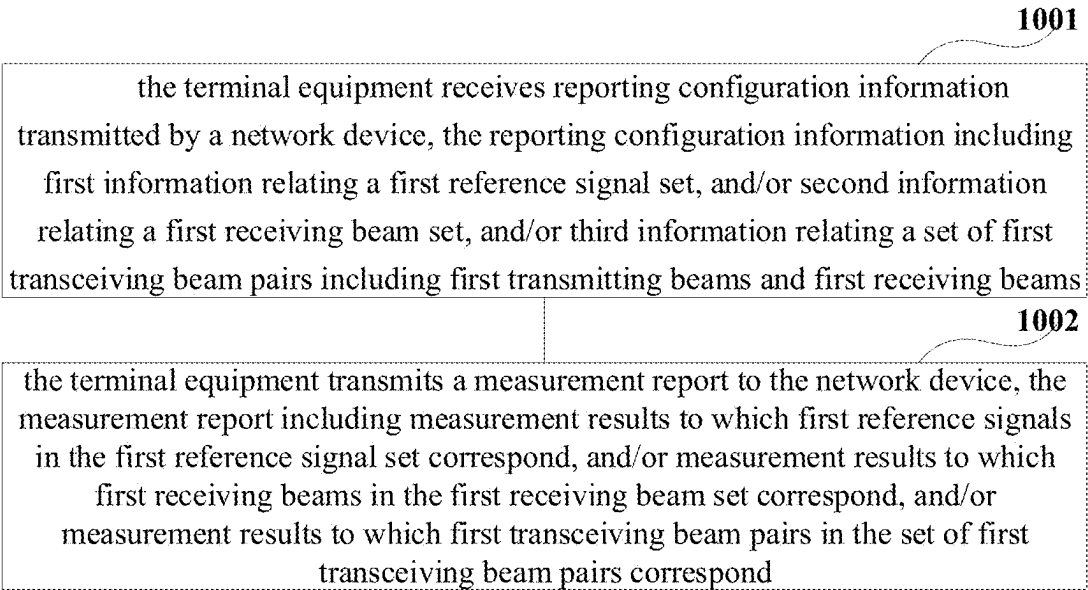 1001
the terminal equipment receives reporting configuration information
transmitted by a network device, the reporting configuration information including
first information relating a first reference signal set, and/or second information
relating a first receiving beam set, and/or third information relating a set of first
transceiving beam pairs including first transmitting beams and first receiving beams
1002
the terminal equipment transmits a measurement report to the network device, the
measurement report including measurement results to which first reference signals
in the first reference signal set correspond, and/or measurement results to which
first receiving beams in the first receiving beam set correspond, and/or
measurement results to which first transceiving beam pairs in the set of first
transceiving beam pairs correspond